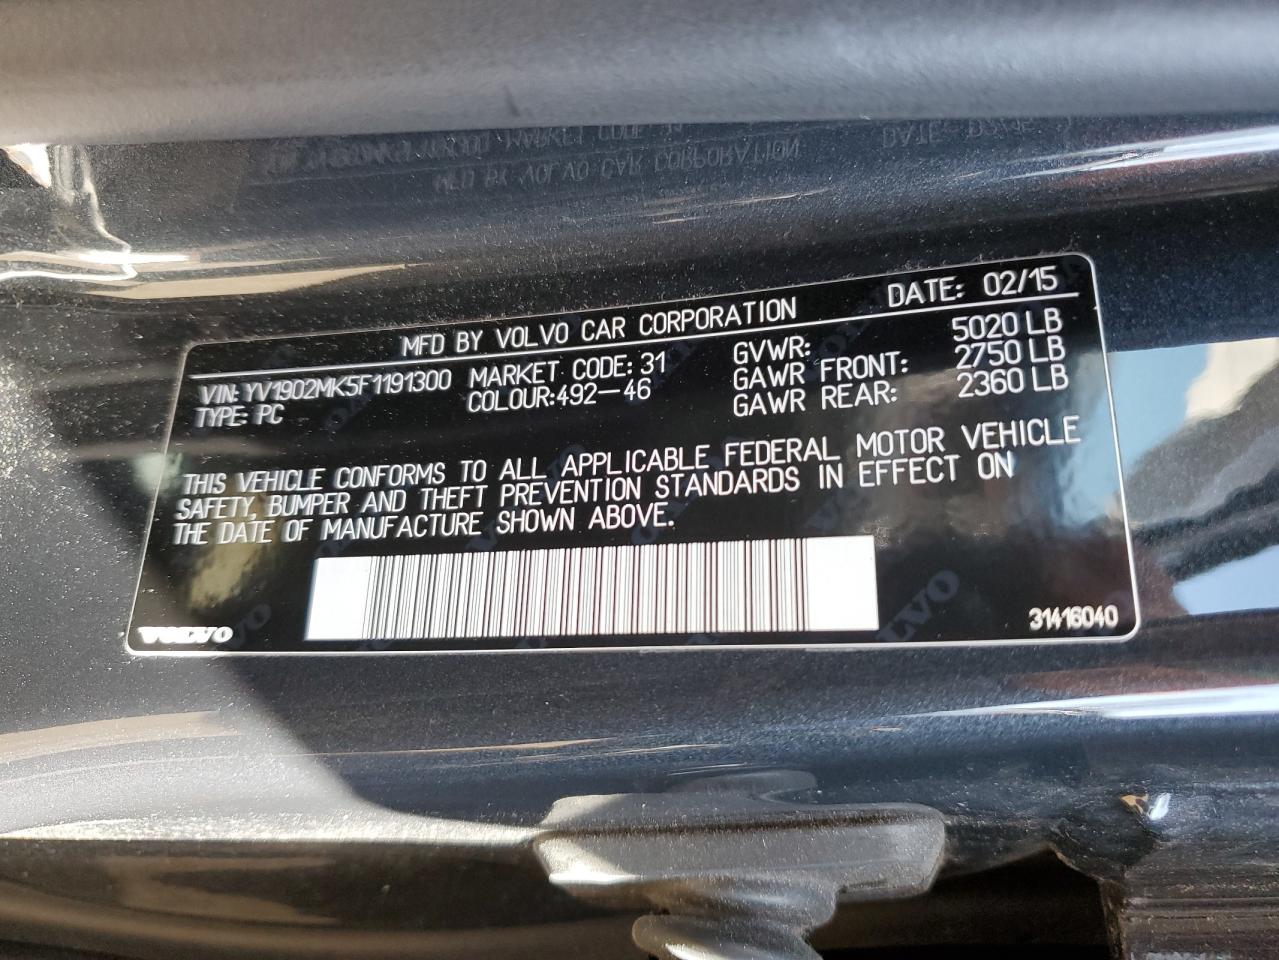 MFD BY VOLVO CAR CORPORATION DATE: 02/15
VIN: YV1902MK5F1191300 MARKET CODE: 31 GVWR: 5020 LB
TYPE: PC COLOUR:492-46 GAWR FRONT: 2750 LB
GAWR REAR: 2360 LB
THIS VEHICLE CONFORMS TO ALL APPLICABLE FEDERAL MOTOR VEHICLE
SAFETY, BUMPER AND THEFT PREVENTION STANDARDS IN EFFECT ON
THE DATE OF MANUFACTURE SHOWN ABOVE.
VOLVO 31416040